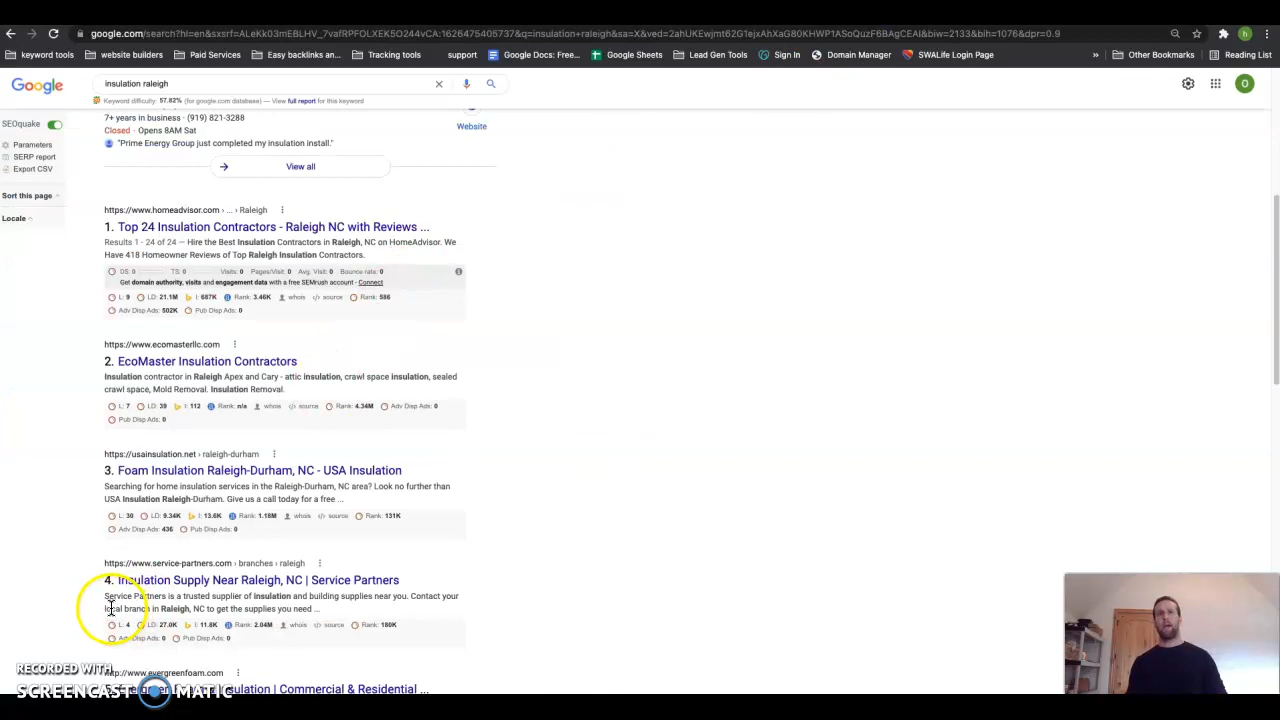 google.com/search?hl=en&sxsrf=ALeKk03mEBLHV_7vafRPFOLXEK5O244vCA:1626475405737&q=insulation+raleigh&sa=X&ved=2ahUKEwjmt62G1ejxAhXaG80KHWP1ASoQuzF6BAgCEAI&biw=2133&bih=1076&dpr=0.9
keyword tools
website builders
Paid Services
Easy backlinks an...
Tracking tools
support
Google Docs: Free...
Google Sheets
Lead Gen Tools
Sign In
Domain Manager
SWALife Login Page
»
Other Bookmarks
Reading List
Google
insulation raleigh
Keyword difficulty: 57.82% (for google.com database) — View full report for this keyword
SEOquake
Parameters
SERP report
Export CSV
Sort this page
Locale
7+ years in business · (919) 821-3288
Closed · Opens 8AM Sat
"Prime Energy Group just completed my insulation install."
Website
View all
https://www.homeadvisor.com › ... › Raleigh
1. Top 24 Insulation Contractors - Raleigh NC with Reviews ...
Results 1 - 24 of 24 — Hire the Best Insulation Contractors in Raleigh, NC on HomeAdvisor. We
Have 418 Homeowner Reviews of Top Raleigh Insulation Contractors.
DS: 0 TS: 0 Visits: 0 Pages/Visit: 0 Avg. Visit: 0 Bounce rate: 0
Get domain authority, visits and engagement data with a free SEMrush account - Connect
L: 9 LD: 21.1M I: 687K Rank: 3.46K whois source Rank: 586
Adv Disp Ads: 502K Pub Disp Ads: 0
https://www.ecomasterllc.com
2. EcoMaster Insulation Contractors
Insulation contractor in Raleigh Apex and Cary - attic insulation, crawl space insulation, sealed
crawl space, Mold Removal. Insulation Removal.
L: 7 LD: 39 I: 112 Rank: n/a whois source Rank: 4.34M Adv Disp Ads: 0
Pub Disp Ads: 0
https://usainsulation.net › raleigh-durham
3. Foam Insulation Raleigh-Durham, NC - USA Insulation
Searching for home insulation services in the Raleigh-Durham, NC area? Look no further than
USA Insulation Raleigh-Durham. Give us a call today for a free ...
L: 30 LD: 9.34K I: 13.6K Rank: 1.18M whois source Rank: 131K
Adv Disp Ads: 436 Pub Disp Ads: 0
https://www.service-partners.com › branches › raleigh
4. Insulation Supply Near Raleigh, NC | Service Partners
Service Partners is a trusted supplier of insulation and building supplies near you. Contact your
local branch in Raleigh, NC to get the supplies you need ...
L: 4 LD: 27.0K I: 11.8K Rank: 2.04M whois source Rank: 180K
Adv Disp Ads: 0 Pub Disp Ads: 0
http://www.evergreenfoam.com
Insulation | Commercial & Residential ...
RECORDED WITH
SCREENCAST MATIC